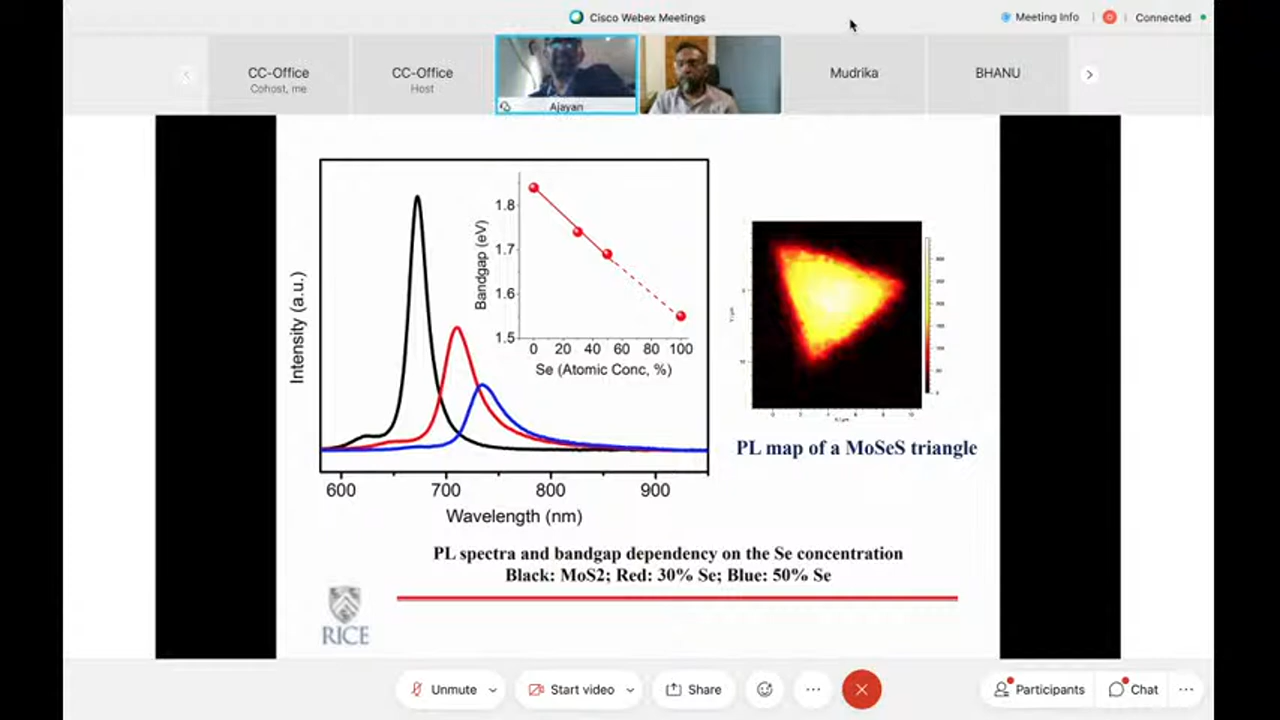 Cisco Webex Meetings
Meeting Info
Connected
CC-Office
Cohost, me
CC-Office
Host
Ajayan
Mudrika
BHANU
Intensity (a.u.)
Bandgap (eV)
1.8
1.7
1.6
1.5
0 20 40 60 80 100
Se (Atomic Conc, %)
600 700 800 900
Wavelength (nm)
PL map of a MoSeS triangle
PL spectra and bandgap dependency on the Se concentration
Black: MoS2; Red: 30% Se; Blue: 50% Se
RICE
Unmute
Start video
Share
Participants
Chat